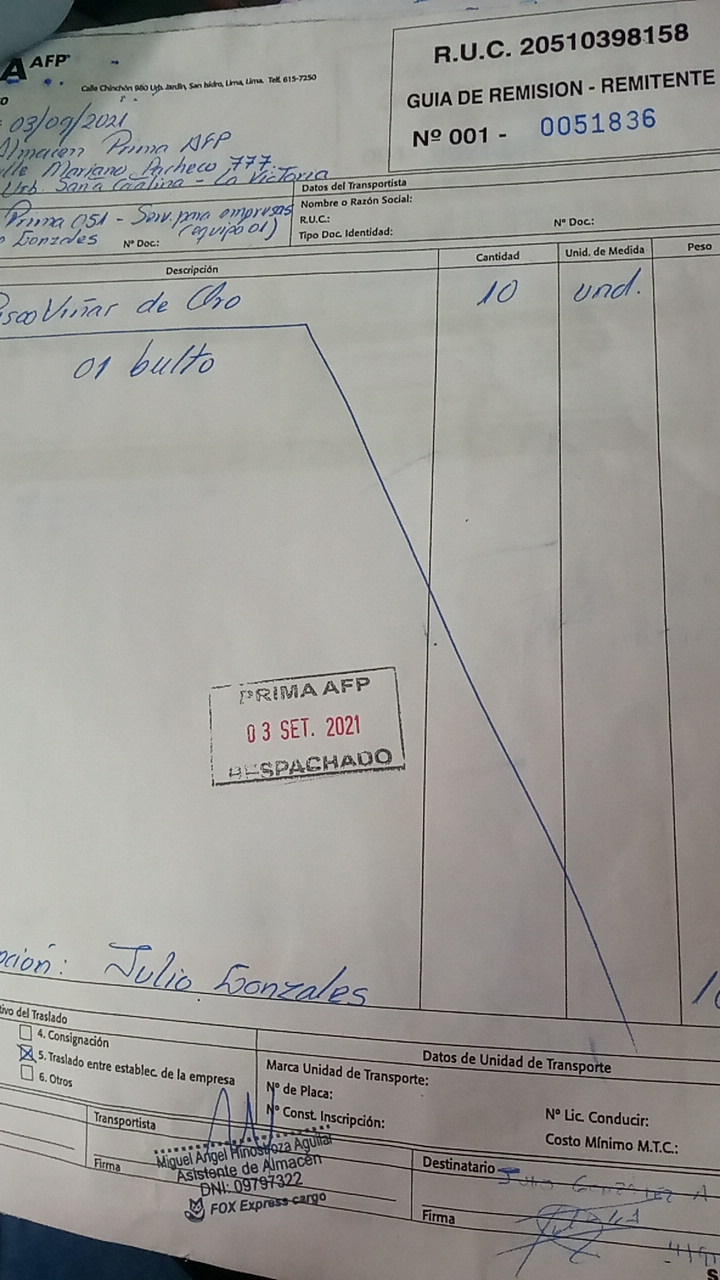 A AFP
R.U.C. 20510398158
Calle Chinchón 980 Urb. Jardín, San Isidro, Lima, Lima. Telf. 615-7250
GUIA DE REMISION - REMITENTE
Nº 001 - 0051836
03/09/2021
Almacen Prima AFP
Mariano Pacheco 777.
Urb. Santa Catalina - La Victoria
Datos del Transportista
Nombre o Razón Social:
Prima 051 - Serv. para empresas
R.U.C.:
Gonzales Nº Doc.: (equipo 01)
Tipo Doc. Identidad: Nº Doc.:
Descripción Cantidad Unid. de Medida Peso
Viñas de Oro 10 und.
01 bulto
PRIMA AFP
03 SET. 2021
DESPACHADO
Julio Gonzales
del Traslado
4. Consignación
5. Traslado entre establec. de la empresa
6. Otros
Datos de Unidad de Transporte
Marca Unidad de Transporte:
Nº de Placa:
Nº Const. Inscripción:
Nº Lic. Conducir:
Costo Mínimo M.T.C.:
Transportista
Firma
Miguel Angel Hinostroza Aguilar
Asistente de Almacén
DNI: 09797322
FOX Express cargo
Destinatario
Firma